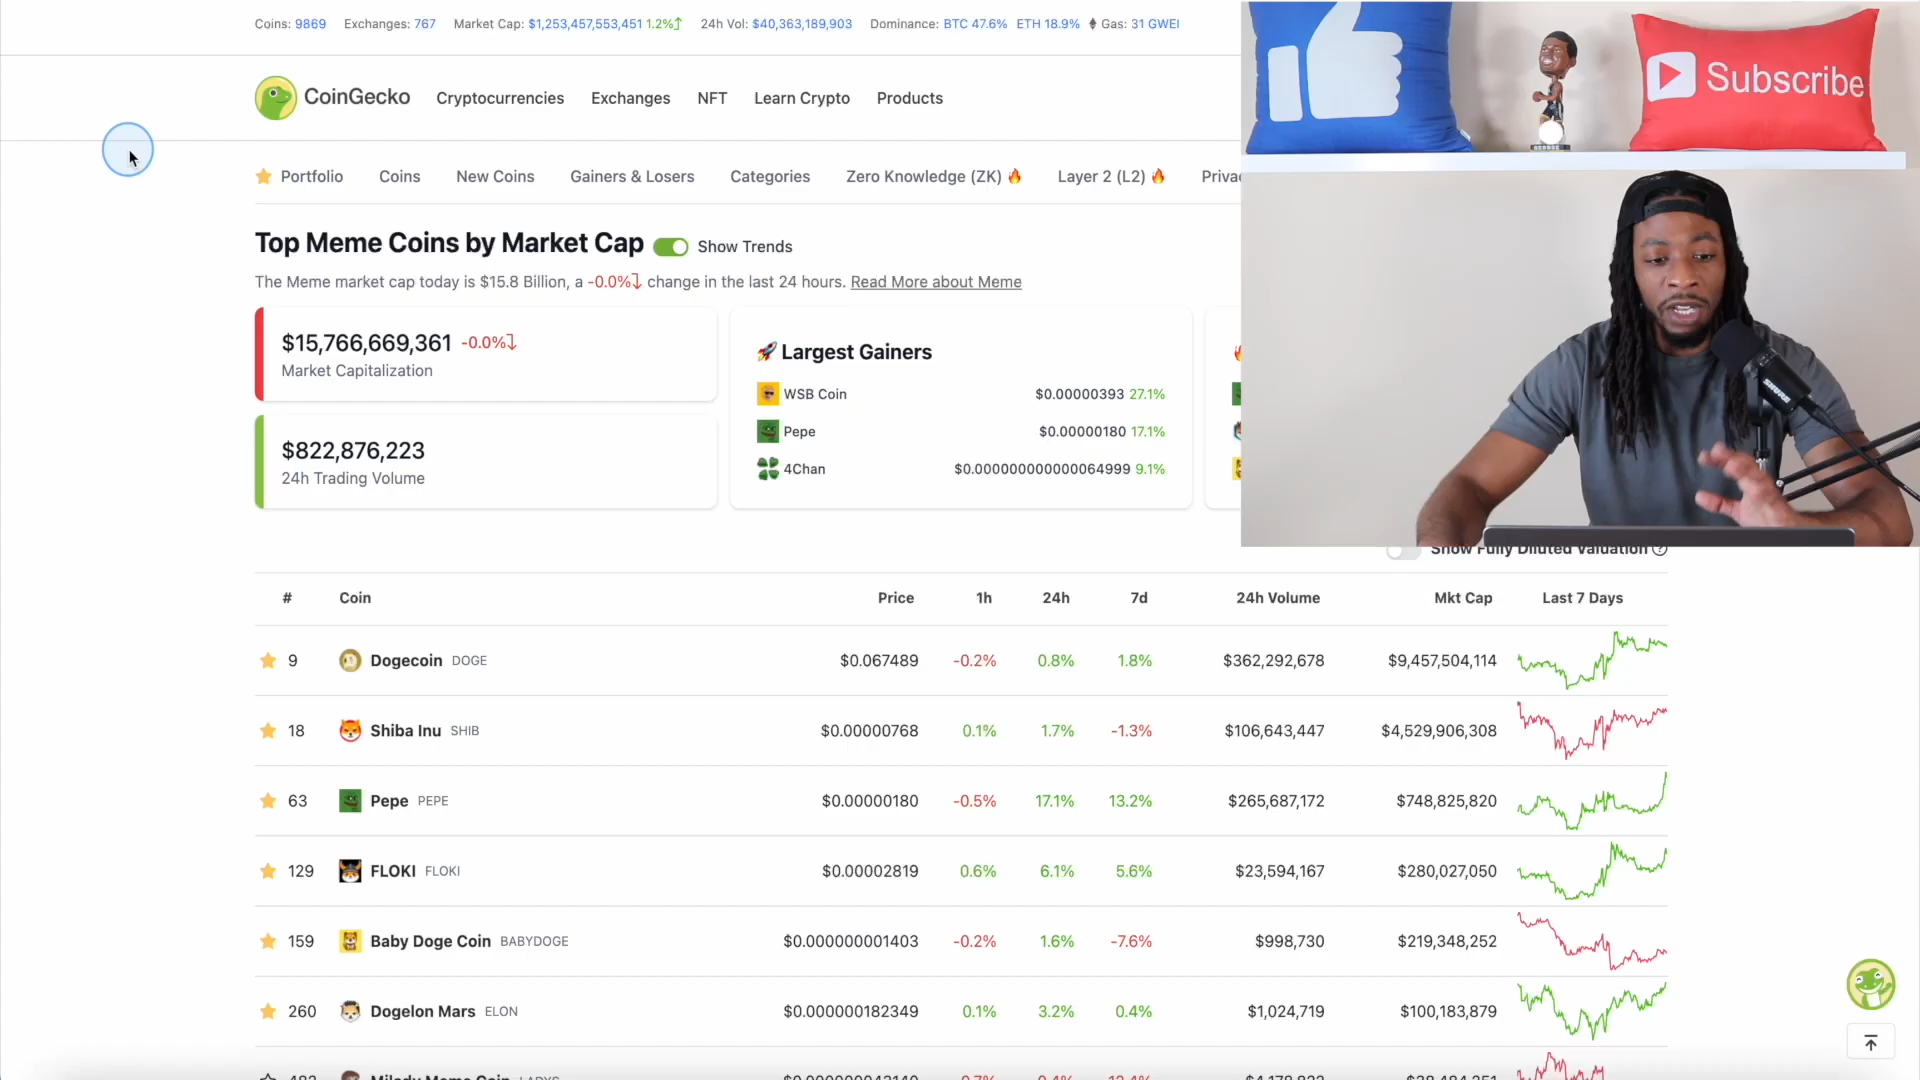 Coins: 9869 Exchanges: 767 Market Cap: $1,253,457,553,451 1.2% 24h Vol: $40,363,189,903 Dominance: BTC 47.6% ETH 18.9% Gas: 31 GWEI
CoinGecko Cryptocurrencies Exchanges NFT Learn Crypto Products
Subscribe
Portfolio Coins New Coins Gainers & Losers Categories Zero Knowledge (ZK) Layer 2 (L2)
Top Meme Coins by Market Cap Show Trends
The Meme market cap today is $15.8 Billion, a -0.0% change in the last 24 hours. Read More about Meme
$15,766,669,361 -0.0%
Market Capitalization
$822,876,223
24h Trading Volume
Largest Gainers
WSB Coin $0.00000393 27.1%
Pepe $0.00000180 17.1%
4Chan $0.000000000000064999 9.1%
SHURE
Show Fully Diluted Valuation
# Coin Price 1h 24h 7d 24h Volume Mkt Cap Last 7 Days
9 Dogecoin DOGE $0.067489 -0.2% 0.8% 1.8% $362,292,678 $9,457,504,114
18 Shiba Inu SHIB $0.00000768 0.1% 1.7% -1.3% $106,643,447 $4,529,906,308
63 Pepe PEPE $0.00000180 -0.5% 17.1% 13.2% $265,687,172 $748,825,820
129 FLOKI FLOKI $0.00002819 0.6% 6.1% 5.6% $23,594,167 $280,027,050
159 Baby Doge Coin BABYDOGE $0.000000001403 -0.2% 1.6% -7.6% $998,730 $219,348,252
260 Dogelon Mars ELON $0.000000182349 0.1% 3.2% 0.4% $1,024,719 $100,183,879
Milady Meme Coin LADYS